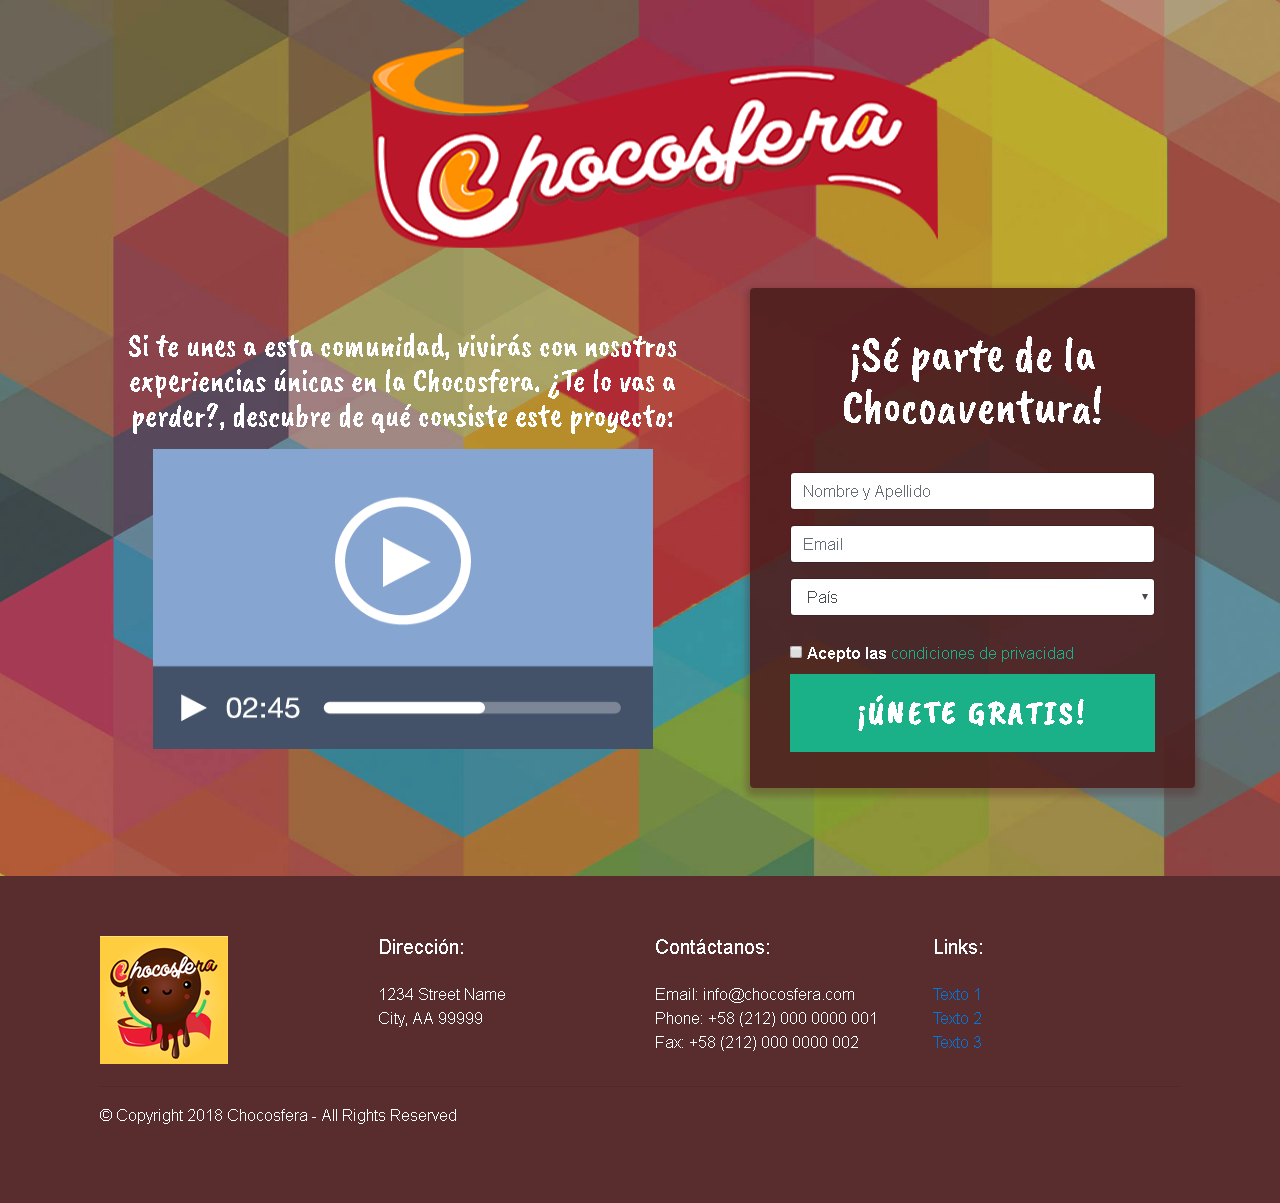 Chocosfera
Si te unes a esta comunidad, vivirás con nosotros
experiencias únicas en la Chocosfera. ¿Te lo vas a
perder?, descubre de qué consiste este proyecto:
02:45
¡Sé parte de la
Chocoaventura!
Nombre y Apellido
Email
País
Acepto las condiciones de privacidad
¡ÚNETE GRATIS!
Chocosfera
Dirección:
1234 Street Name
City, AA 99999
Contáctanos:
Email: info@chocosfera.com
Phone: +58 (212) 000 0000 001
Fax: +58 (212) 000 0000 002
Links:
Texto 1
Texto 2
Texto 3
© Copyright 2018 Chocosfera - All Rights Reserved